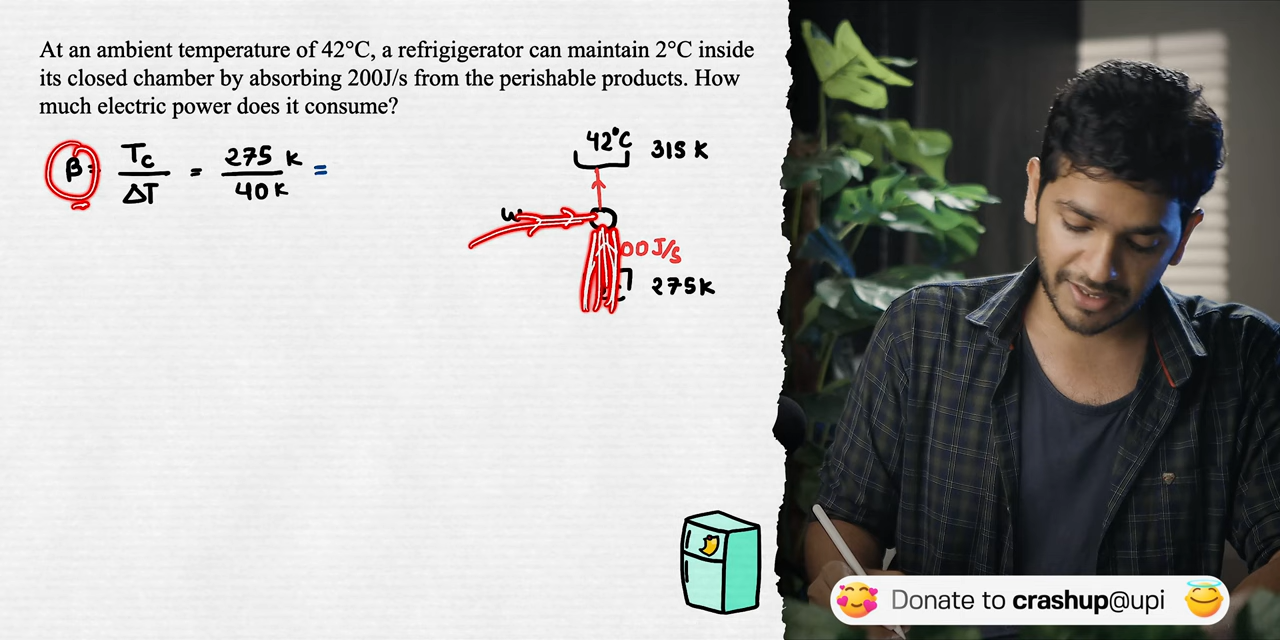 At an ambient temperature of 42°C, a refrigigerator can maintain 2°C inside
its closed chamber by absorbing 200J/s from the perishable products. How
much electric power does it consume?
β = Tc / ΔT = 275 K / 40 K =
42°C
315 K
W
00 J/s
275K
Donate to crashup@upi